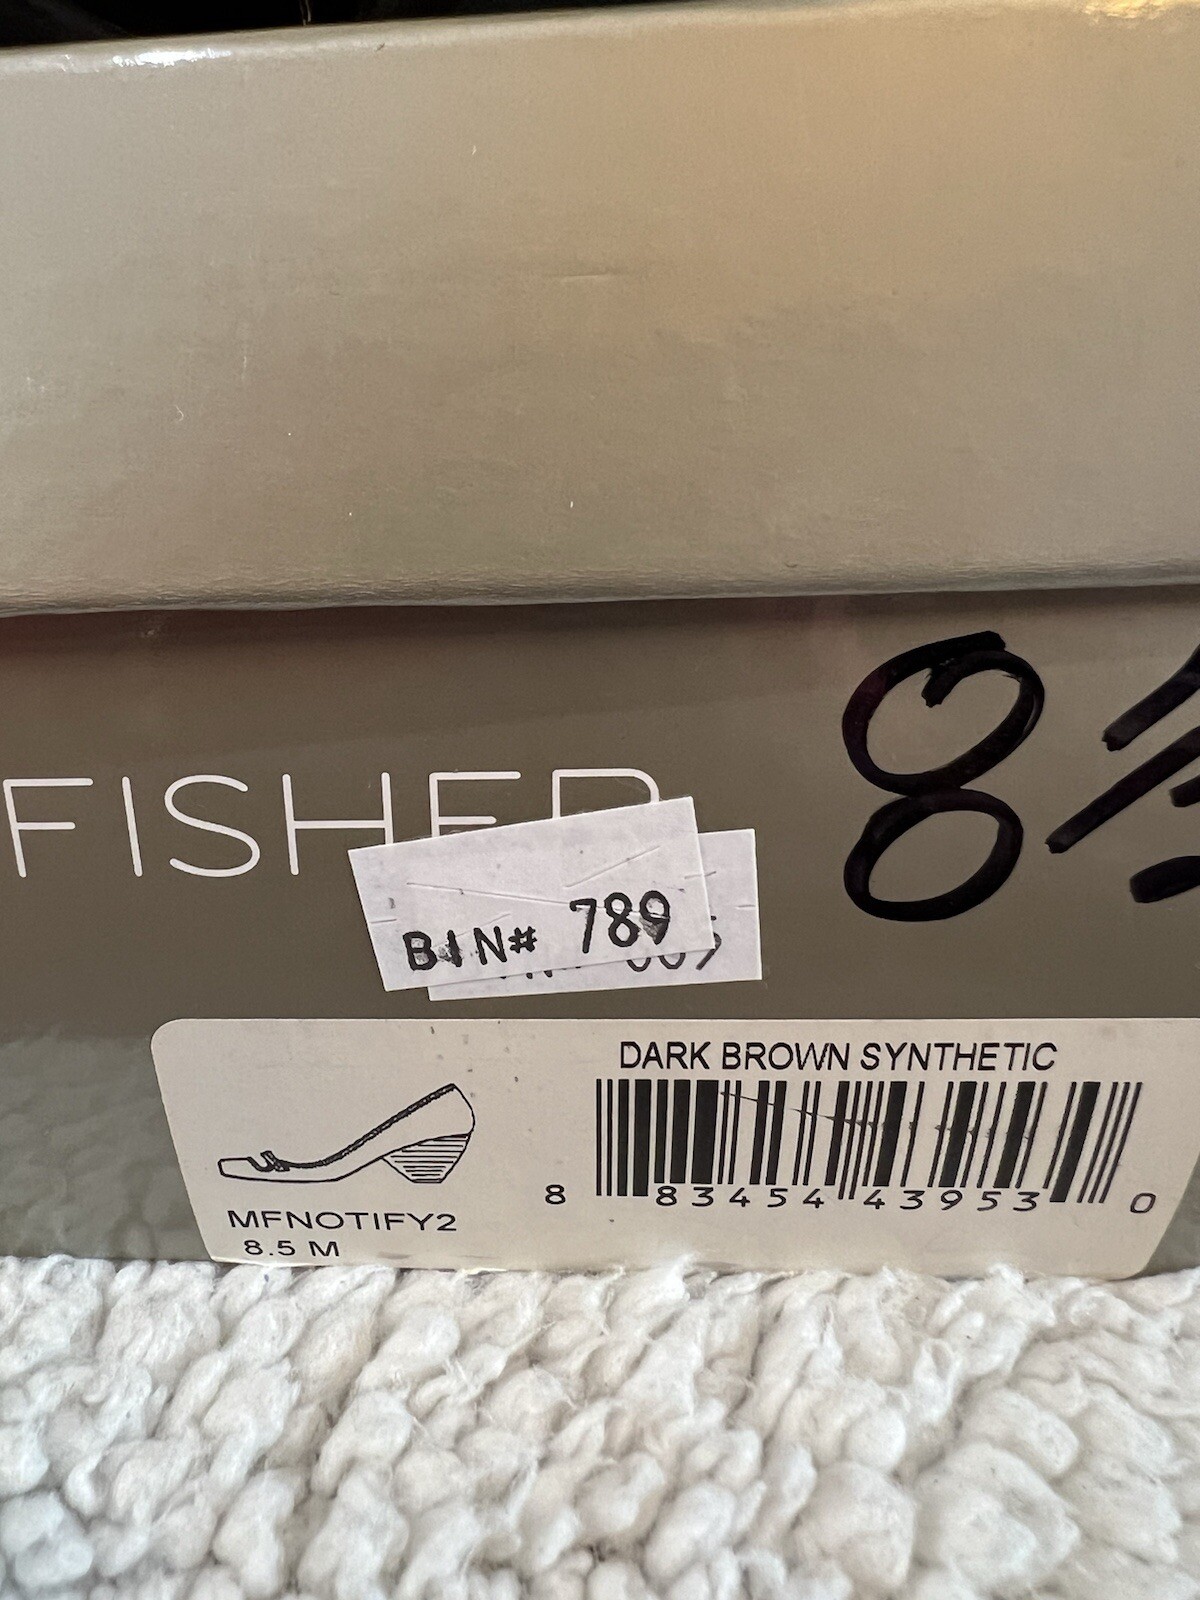 FISHER
8½
BIN# 789
DARK BROWN SYNTHETIC
8 83454 43953 0
MFNOTIFY2
8.5 M